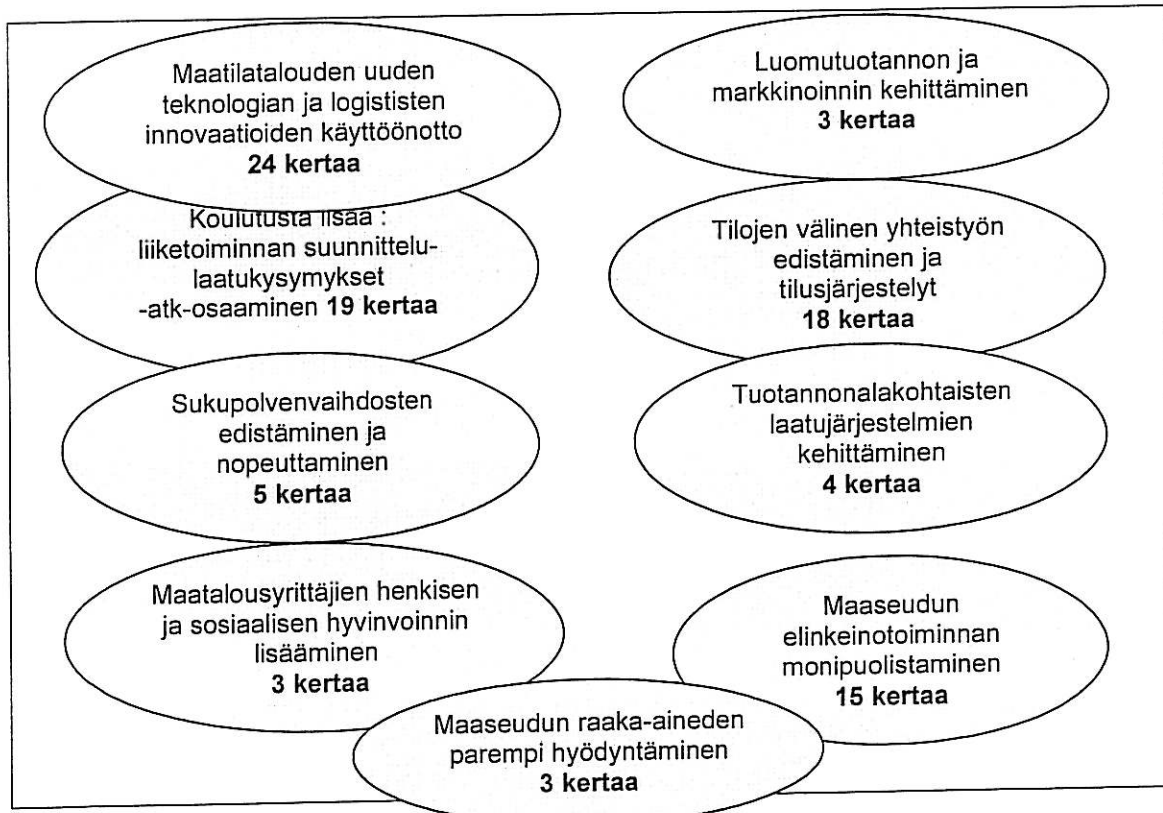 Maatilatalouden uuden
teknologian ja logististen
innovaatioiden käyttöönotto
24 kertaa
Luomutuotannon ja
markkinoinnin kehittäminen
3 kertaa
Koulutusta lisää :
liiketoiminnan suunnittelu-
laatukysymykset
-atk-osaaminen 19 kertaa
Tilojen välinen yhteistyön
edistäminen ja
tilusjärjestelyt
18 kertaa
Sukupolvenvaihdosten
edistäminen ja
nopeuttaminen
5 kertaa
Tuotannonalakohtaisten
laatujärjestelmien
kehittäminen
4 kertaa
Maatalousyrittäjien henkisen
ja sosiaalisen hyvinvoinnin
lisääminen
3 kertaa
Maaseudun
elinkeinotoiminnan
monipuolistaminen
15 kertaa
Maaseudun raaka-aineden
parempi hyödyntäminen
3 kertaa